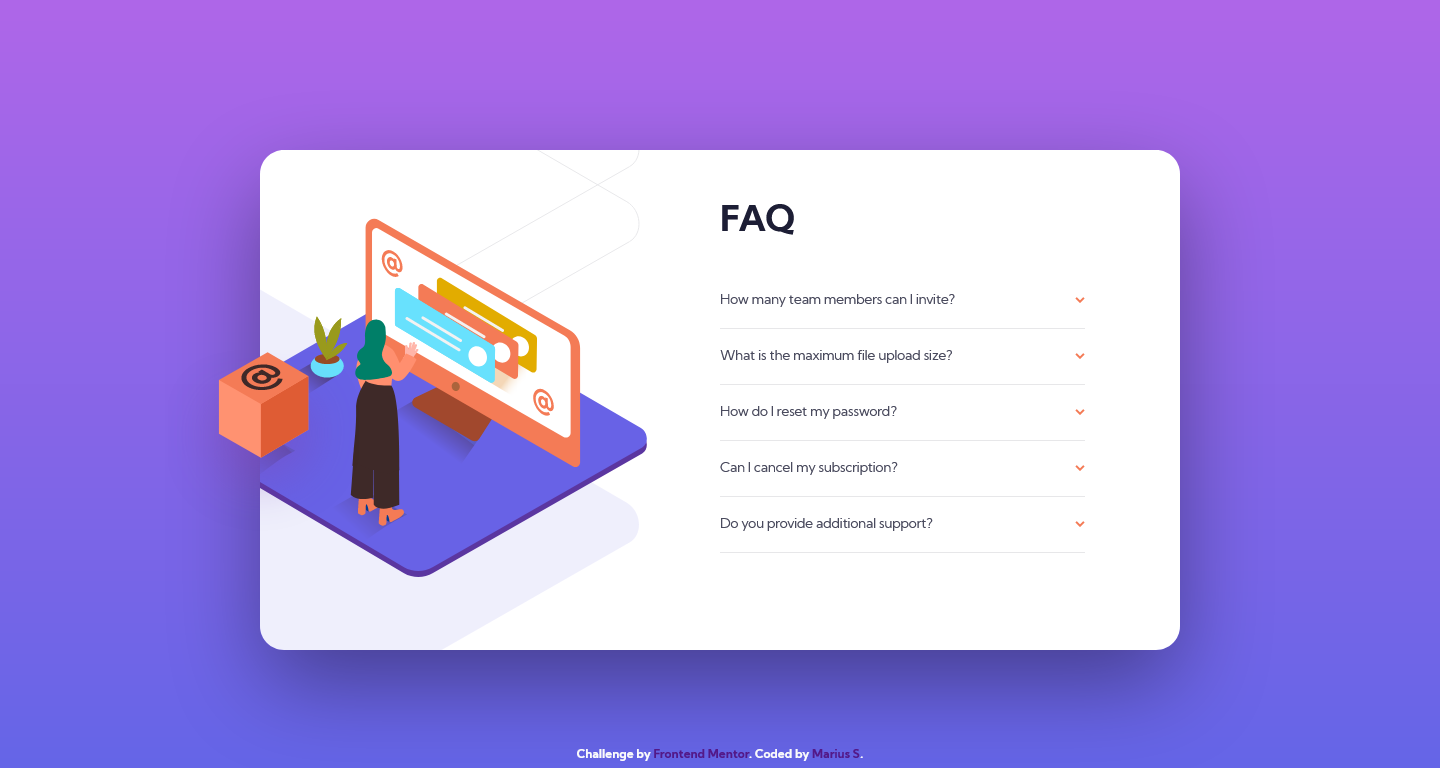 FAQ
How many team members can I invite?
What is the maximum file upload size?
How do I reset my password?
Can I cancel my subscription?
Do you provide additional support?
@
@
@
Challenge by Frontend Mentor. Coded by Marius S.